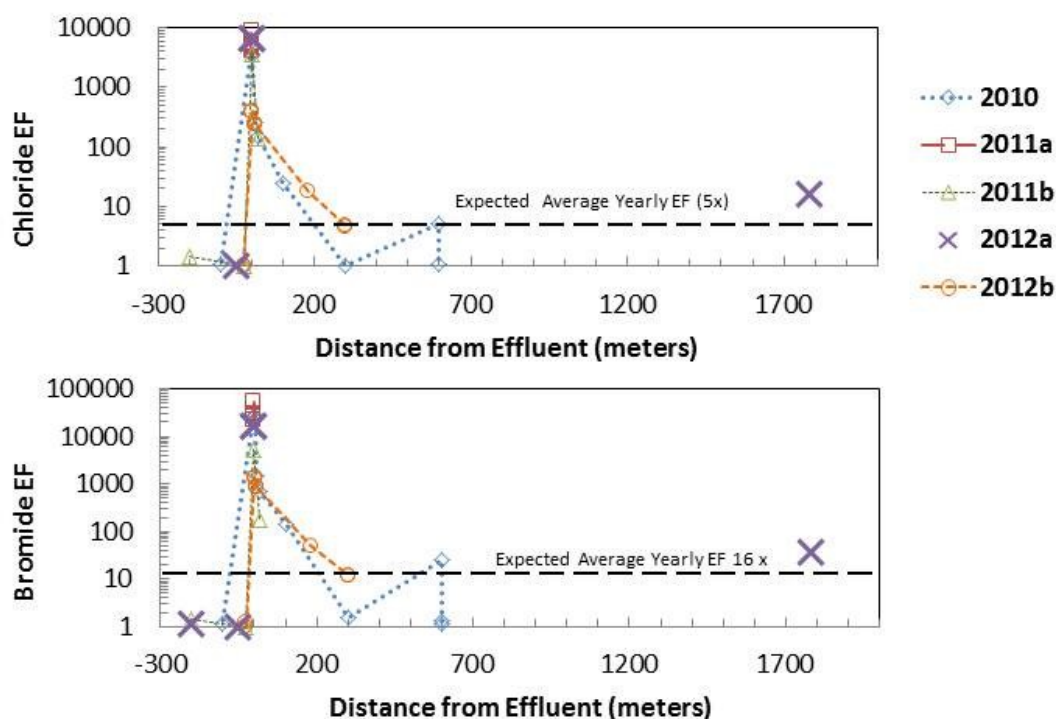 10000
1000
100
10
1
Chloride EF
Expected Average Yearly EF (5x)
-300 200 700 1200 1700
Distance from Effluent (meters)
2010
2011a
2011b
2012a
2012b
100000
10000
1000
100
10
1
Bromide EF
Expected Average Yearly EF 16 x
-300 200 700 1200 1700
Distance from Effluent (meters)